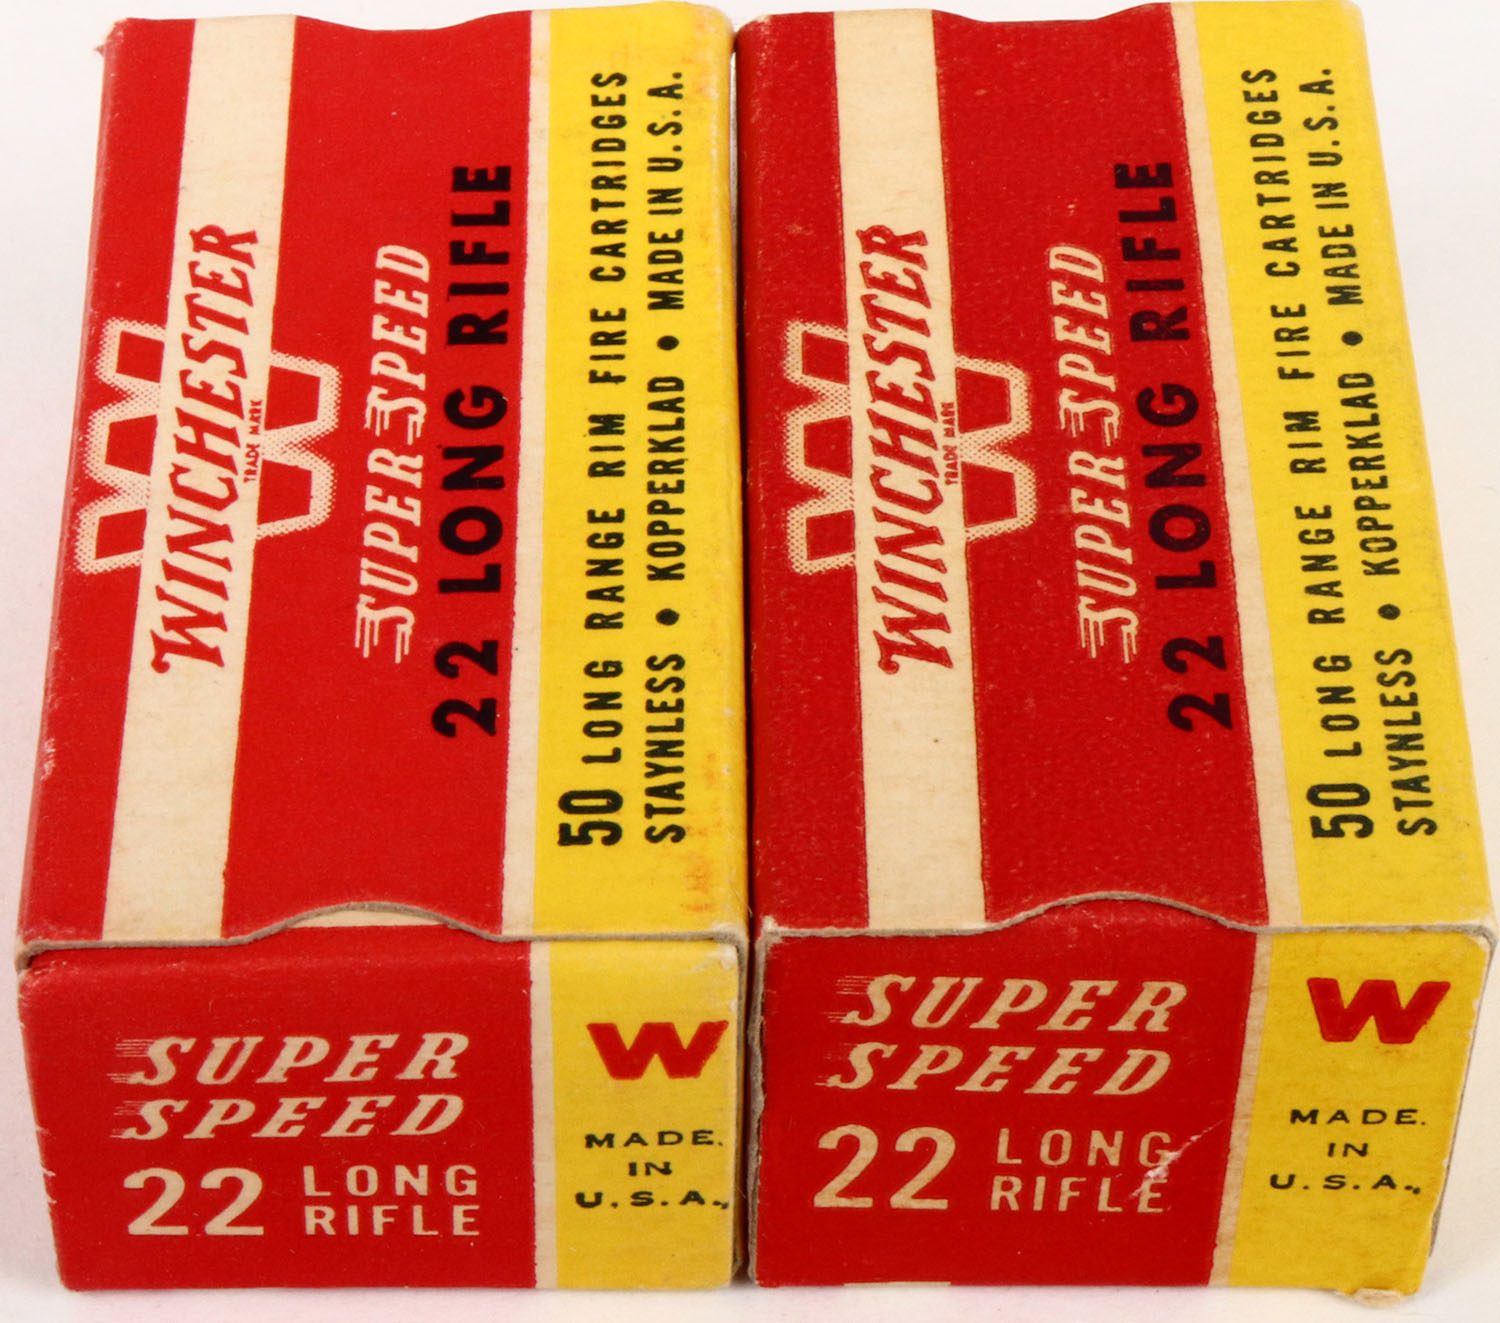 W
WINCHESTER
TRADE MARK
SUPER SPEED
22 LONG RIFLE
50 LONG RANGE RIM FIRE CARTRIDGES
STAYNLESS • KOPPERKLAD • MADE IN U.S.A.
SUPER
SPEED
22 LONG
RIFLE
W
MADE
IN
U.S.A.
W
WINCHESTER
TRADE MARK
SUPER SPEED
22 LONG RIFLE
50 LONG RANGE RIM FIRE CARTRIDGES
STAYNLESS • KOPPERKLAD • MADE IN U.S.A.
SUPER
SPEED
22 LONG
RIFLE
W
MADE
IN
U.S.A.